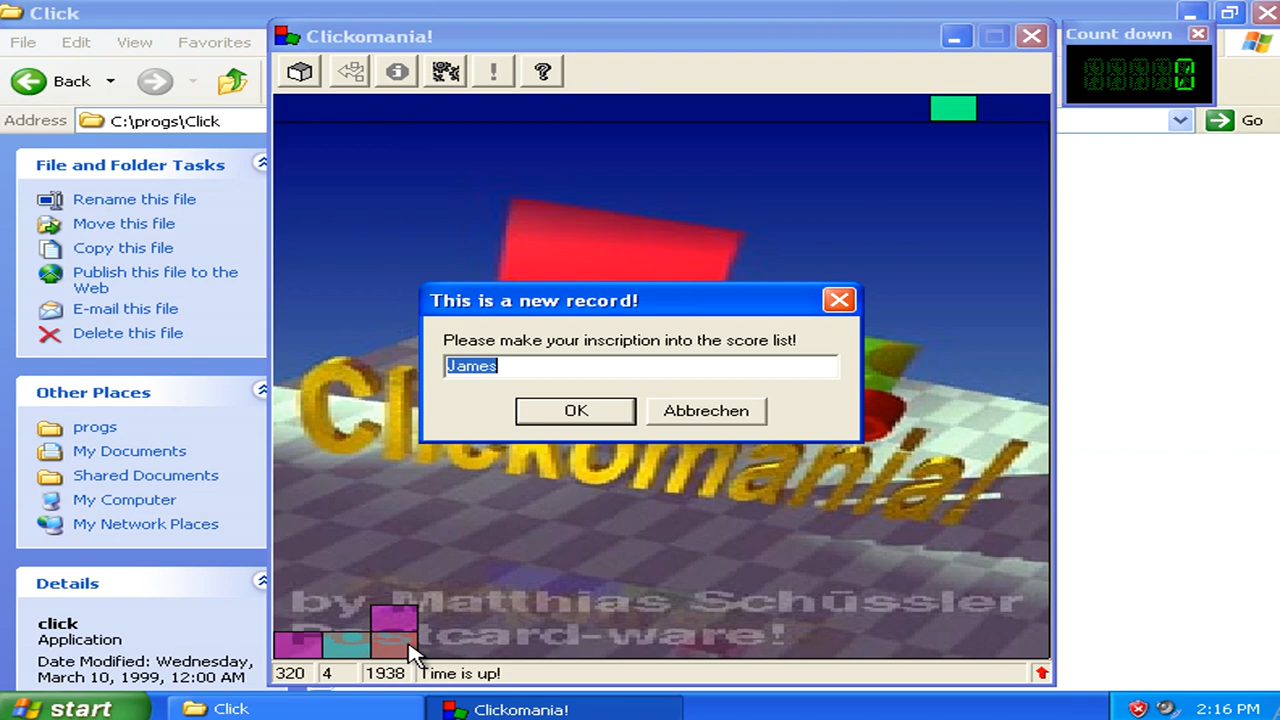 Click
File Edit View Favorites
Back
Address C:\progs\Click
Go
File and Folder Tasks
Rename this file
Move this file
Copy this file
Publish this file to the
Web
E-mail this file
Delete this file
Other Places
progs
My Documents
Shared Documents
My Computer
My Network Places
Details
click
Application
Date Modified: Wednesday,
March 10, 1999, 12:00 AM
Clickomania!
Count down
0
This is a new record!
Please make your inscription into the score list!
James
OK Abbrechen
Clickomania!
by Matthias Schüssler
Postcard-ware!
320 4 1938 Time is up!
start Click Clickomania! 2:16 PM